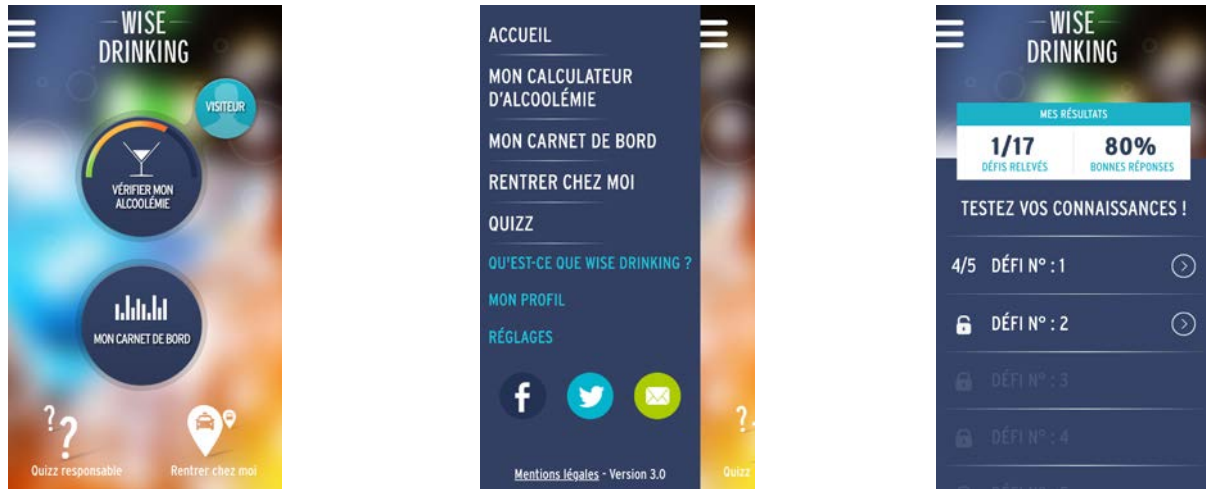 WISE
DRINKING
VISITEUR
VÉRIFIER MON
ALCOOLÉMIE
MON CARNET DE BORD
? ?
Quizz responsable
Rentrer chez moi
ACCUEIL
MON CALCULATEUR
D'ALCOOLÉMIE
MON CARNET DE BORD
RENTRER CHEZ MOI
QUIZZ
QU'EST-CE QUE WISE DRINKING ?
MON PROFIL
RÉGLAGES
f
Mentions légales - Version 3.0
?
Quizz
WISE
DRINKING
MES RÉSULTATS
1/17
DÉFIS RELEVÉS
80%
BONNES RÉPONSES
TESTEZ VOS CONNAISSANCES !
4/5 DÉFI N° : 1
DÉFI N° : 2
DÉFI N° : 3
DÉFI N° : 4